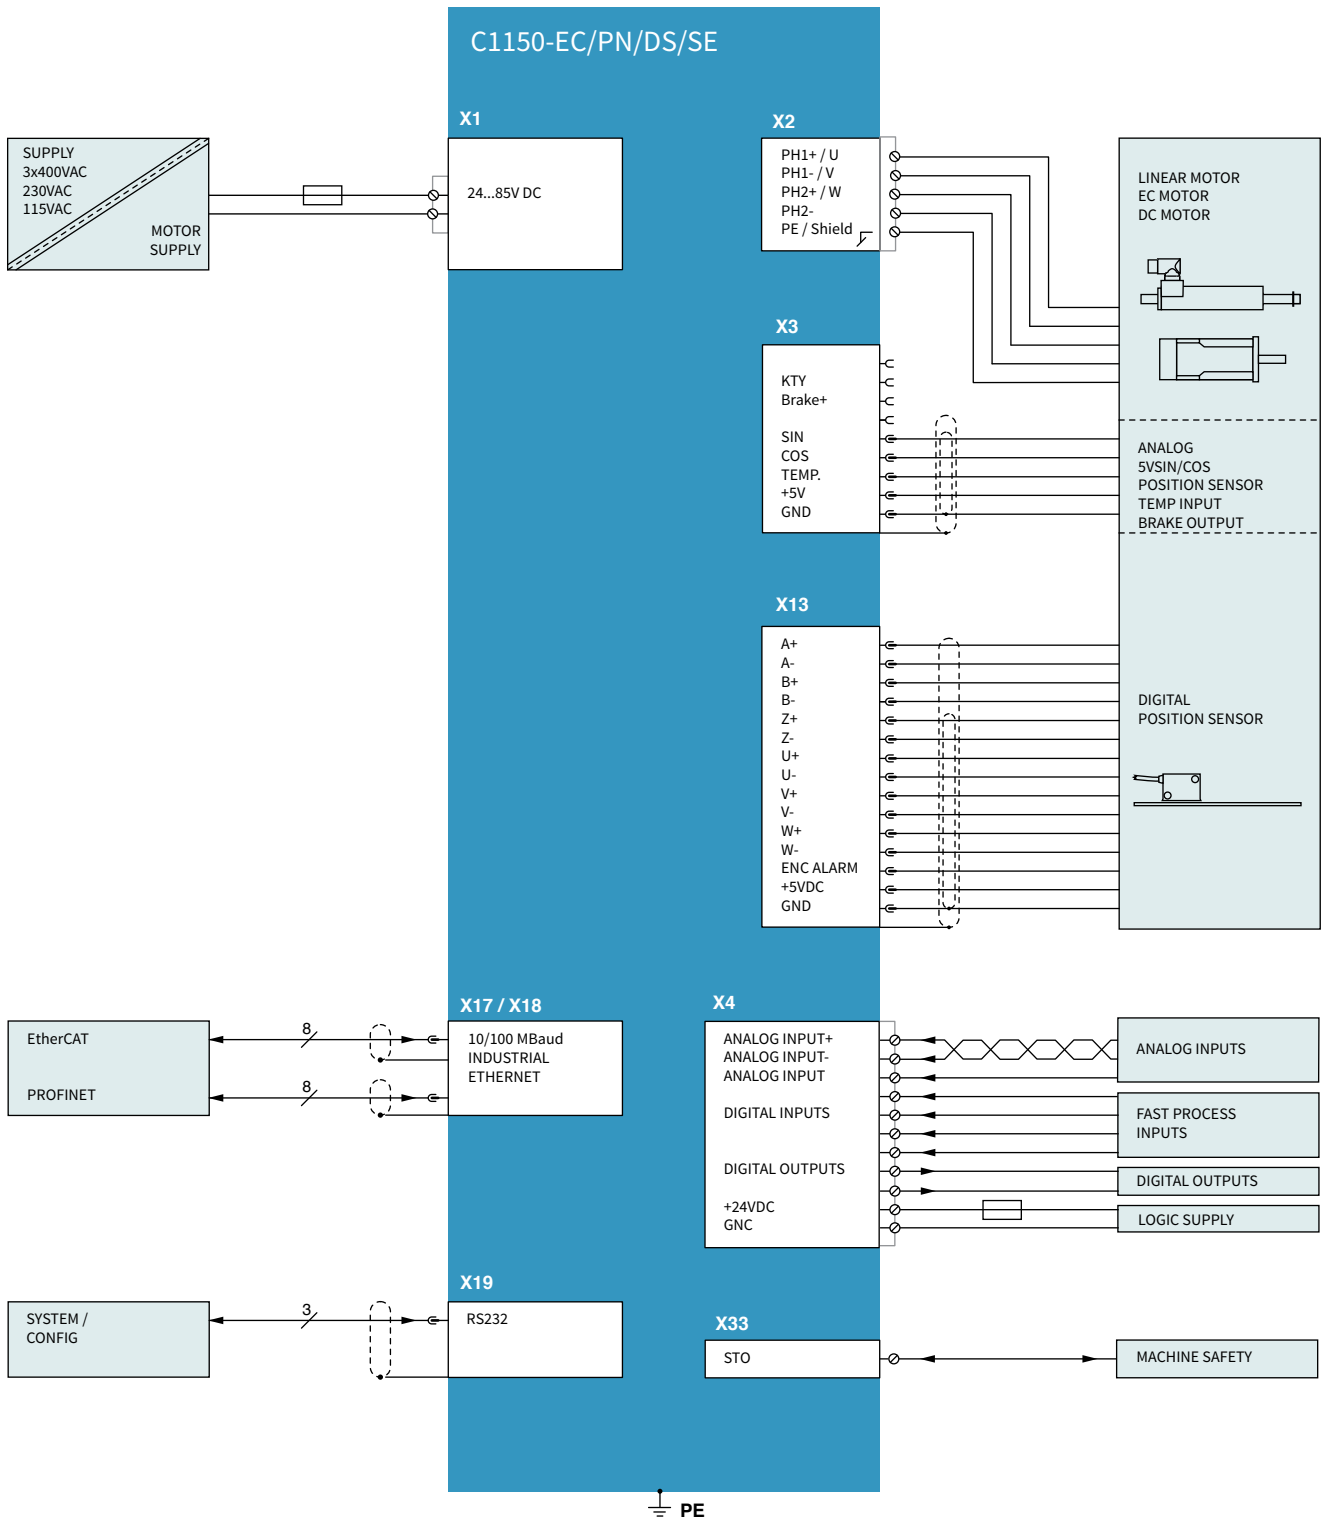 C1150-EC/PN/DS/SE
X1
SUPPLY
3x400VAC
230VAC
115VAC
MOTOR
SUPPLY
24...85V DC
X2
PH1+ / U
PH1- / V
PH2+ / W
PH2-
PE / Shield
LINEAR MOTOR
EC MOTOR
DC MOTOR
X3
KTY
Brake+
SIN
COS
TEMP.
+5V
GND
ANALOG
5VSIN/COS
POSITION SENSOR
TEMP INPUT
BRAKE OUTPUT
X13
A+
A-
B+
B-
Z+
Z-
U+
U-
V+
V-
W+
W-
ENC ALARM
+5VDC
GND
DIGITAL
POSITION SENSOR
X17 / X18
EtherCAT
PROFINET
8
8
10/100 MBaud
INDUSTRIAL
ETHERNET
X4
ANALOG INPUT+
ANALOG INPUT-
ANALOG INPUT
DIGITAL INPUTS
DIGITAL OUTPUTS
+24VDC
GNC
ANALOG INPUTS
FAST PROCESS
INPUTS
DIGITAL OUTPUTS
LOGIC SUPPLY
X19
SYSTEM /
CONFIG
3
RS232
X33
STO
MACHINE SAFETY
PE